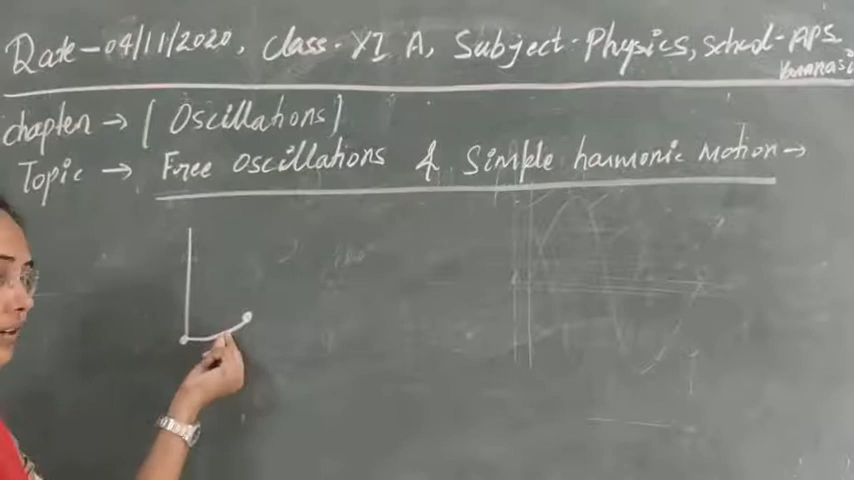 Date-04/11/2020, Class- XI A, Subject- Physics, School- APS
Varanasi
chapter → [ Oscillations ]
Topic → Free oscillations & Simple harmonic Motion →